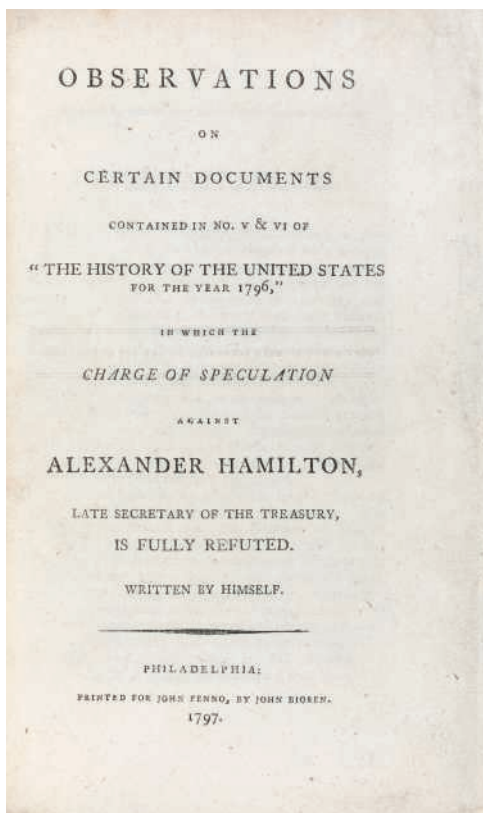 OBSERVATIONS
ON
CERTAIN DOCUMENTS
CONTAINED IN NO. V & VI OF
"THE HISTORY OF THE UNITED STATES
FOR THE YEAR 1796,"
IN WHICH THE
CHARGE OF SPECULATION
AGAINST
ALEXANDER HAMILTON,
LATE SECRETARY OF THE TREASURY,
IS FULLY REFUTED.
WRITTEN BY HIMSELF.
PHILADELPHIA:
PRINTED FOR JOHN FENNO, BY JOHN BIOREN.
1797.